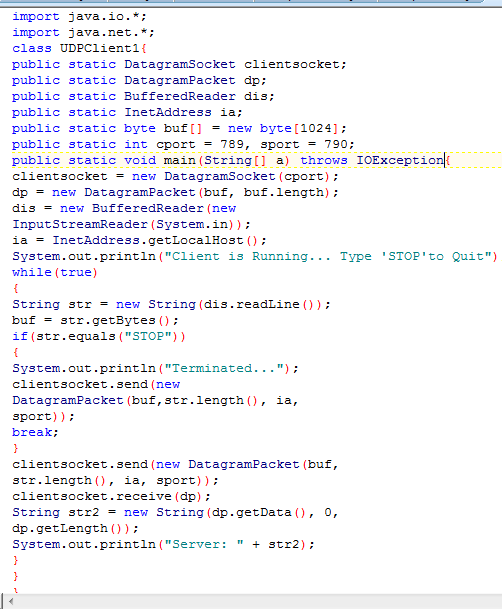 import java.io.*;
import java.net.*;
class UDPClient1{
public static DatagramSocket clientsocket;
public static DatagramPacket dp;
public static BufferedReader dis;
public static InetAddress ia;
public static byte buf[] = new byte[1024];
public static int cport = 789, sport = 790;
public static void main(String[] a) throws IOException{
clientsocket = new DatagramSocket(cport);
dp = new DatagramPacket(buf, buf.length);
dis = new BufferedReader(new
InputStreamReader(System.in));
ia = InetAddress.getLocalHost();
System.out.println("Client is Running... Type 'STOP'to Quit")
while(true)
{
String str = new String(dis.readLine());
buf = str.getBytes();
if(str.equals("STOP"))
{
System.out.println("Terminated...");
clientsocket.send(new
DatagramPacket(buf,str.length(), ia,
sport));
break;
}
clientsocket.send(new DatagramPacket(buf,
str.length(), ia, sport));
clientsocket.receive(dp);
String str2 = new String(dp.getData(), 0,
dp.getLength());
System.out.println("Server: " + str2);
}
}
}